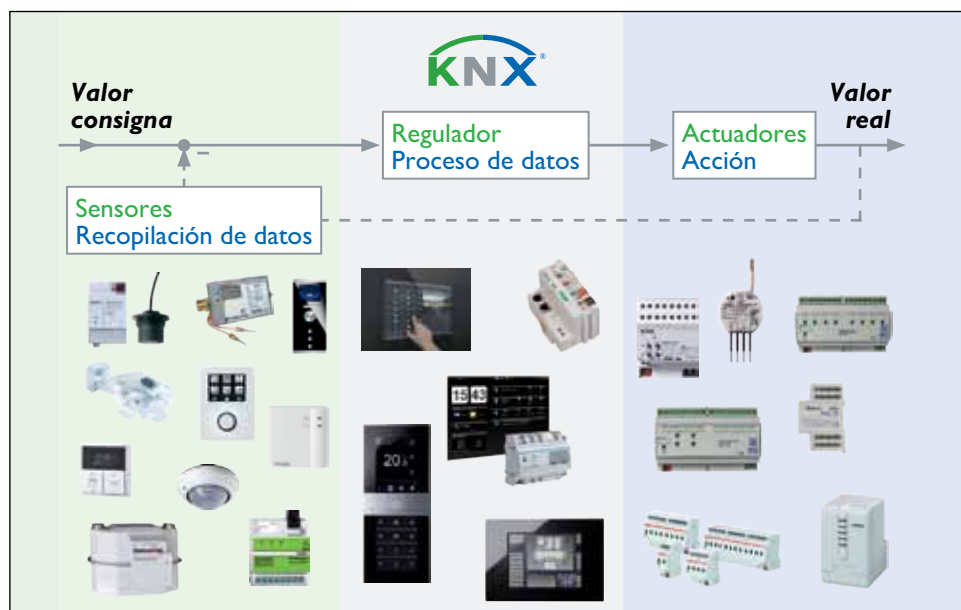 KNX®
Valor
consigna
Valor
real
Regulador
Proceso de datos
Actuadores
Acción
–
Sensores
Recopilación de datos
15 43
20